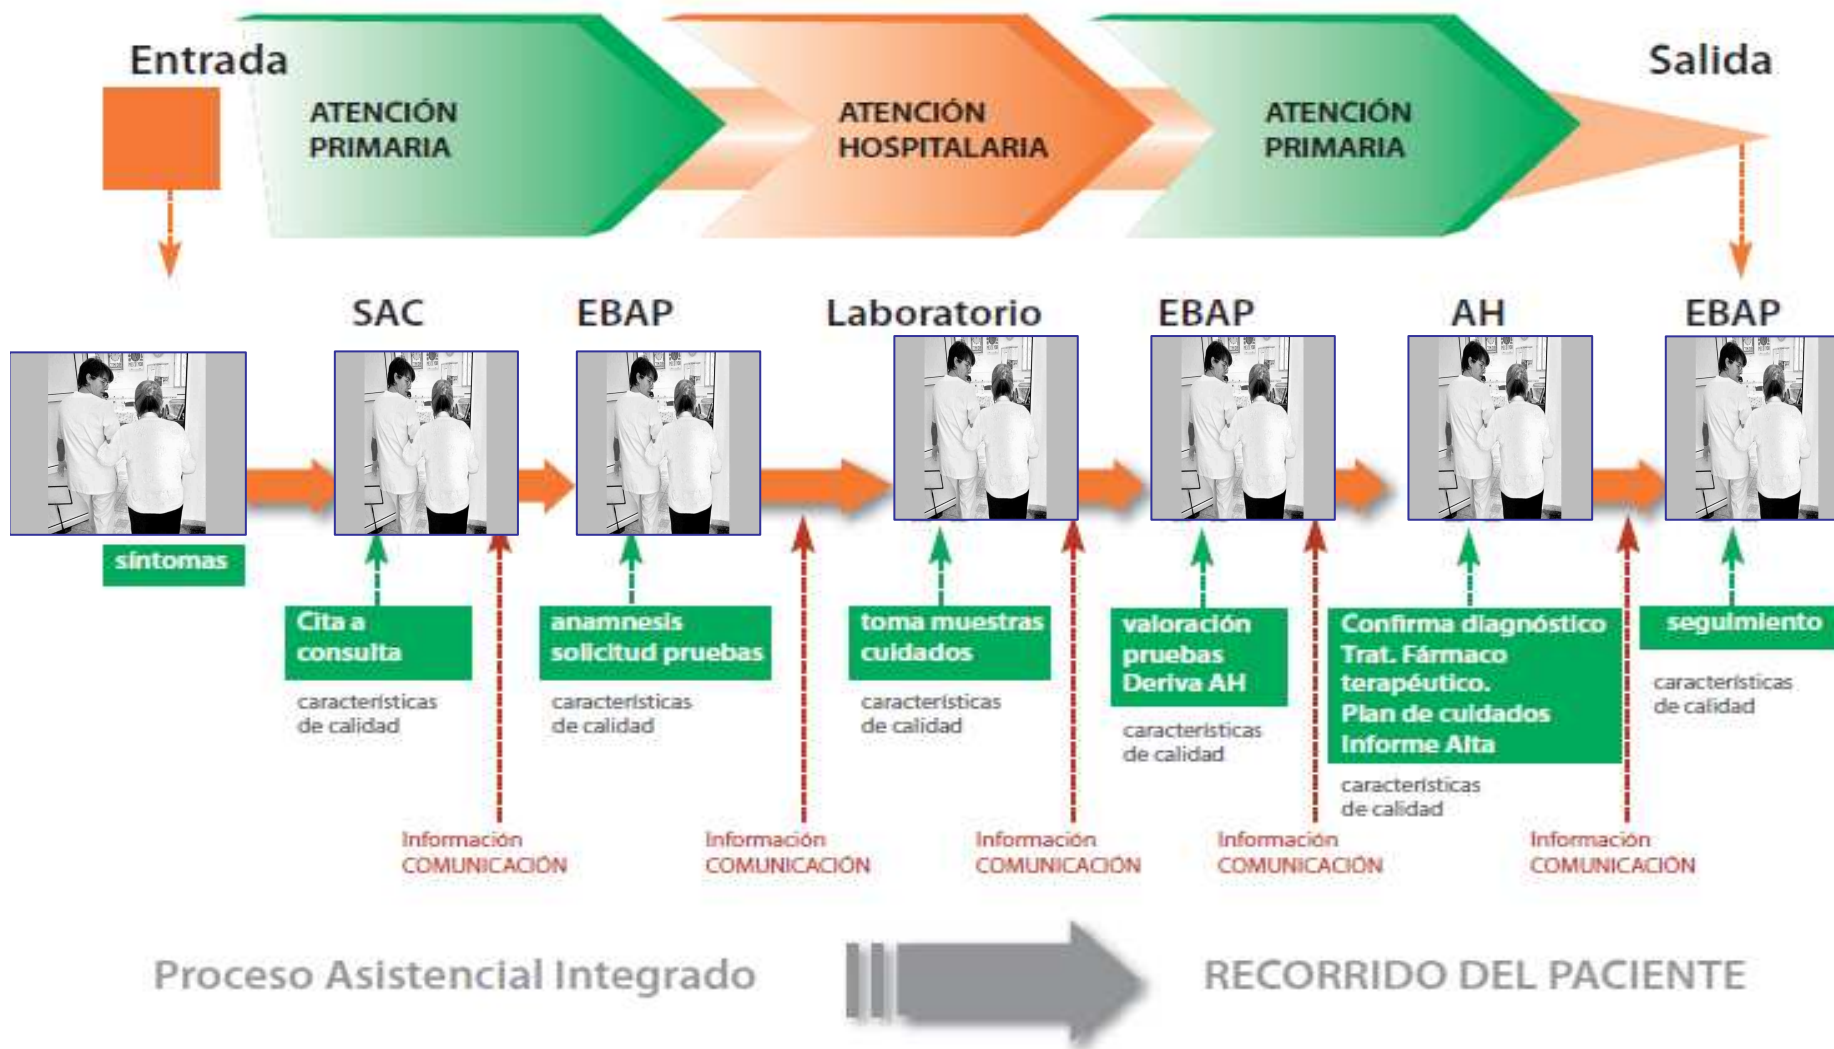 Entrada
Salida
ATENCIÓN
PRIMARIA
ATENCIÓN
HOSPITALARIA
ATENCIÓN
PRIMARIA
SAC
EBAP
Laboratorio
EBAP
AH
EBAP
síntomas
Cita a
consulta
características
de calidad
anamnesis
solicitud pruebas
características
de calidad
toma muestras
cuidados
características
de calidad
valoración
pruebas
Deriva AH
características
de calidad
Confirma diagnóstico
Trat. Fármaco
terapéutico.
Plan de cuidados
Informe Alta
características
de calidad
seguimiento
características
de calidad
Información
COMUNICACIÓN
Información
COMUNICACIÓN
Información
COMUNICACIÓN
Información
COMUNICACIÓN
Información
COMUNICACIÓN
Proceso Asistencial Integrado
RECORRIDO DEL PACIENTE